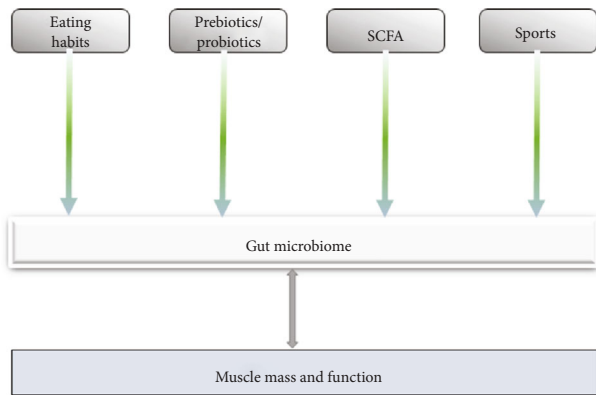 Eating
habits
Prebiotics/
probiotics
SCFA
Sports
Gut microbiome
Muscle mass and function